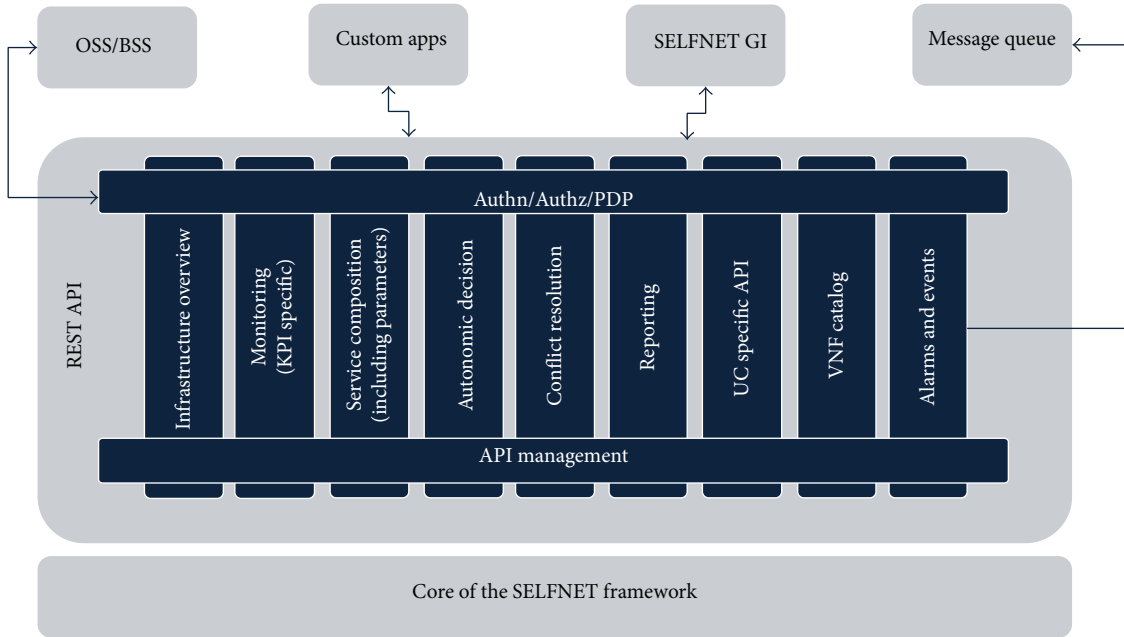 OSS/BSS
Custom apps
SELFNET GI
Message queue
Authn/Authz/PDP
REST API
Infrastructure overview
Monitoring
(KPI specific)
Service composition
(including parameters)
Autonomic decision
Conflict resolution
Reporting
UC specific API
VNF catalog
Alarms and events
API management
Core of the SELFNET framework